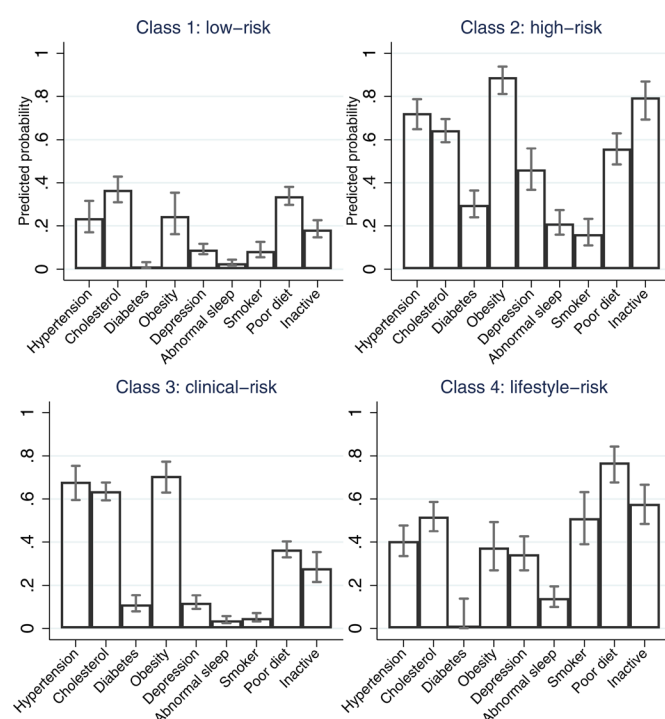 Class 1: low–risk
Predicted probability
1
.8
.6
.4
.2
0
Hypertension
Cholesterol
Diabetes
Obesity
Depression
Abnormal sleep
Smoker
Poor diet
Inactive
Class 2: high–risk
Predicted probability
1
.8
.6
.4
.2
0
Hypertension
Cholesterol
Diabetes
Obesity
Depression
Abnormal sleep
Smoker
Poor diet
Inactive
Class 3: clinical–risk
1
.8
.6
.4
.2
0
Hypertension
Cholesterol
Diabetes
Obesity
Depression
Abnormal sleep
Smoker
Poor diet
Inactive
Class 4: lifestyle–risk
1
.8
.6
.4
.2
0
Hypertension
Cholesterol
Diabetes
Obesity
Depression
Abnormal sleep
Smoker
Poor diet
Inactive